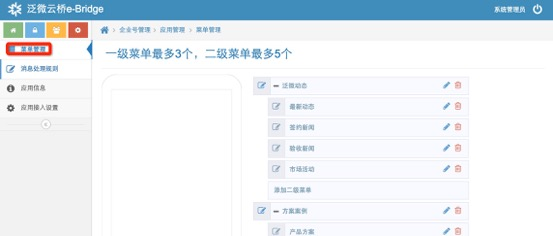 泛微云桥e-Bridge
系统管理员
企业号管理 > 应用管理 > 菜单管理
菜单管理
消息处理规则
应用信息
应用接入设置
一级菜单最多3个，二级菜单最多5个
泛微动态
最新动态
签约新闻
验收新闻
市场活动
添加二级菜单
方案案例
产品方案